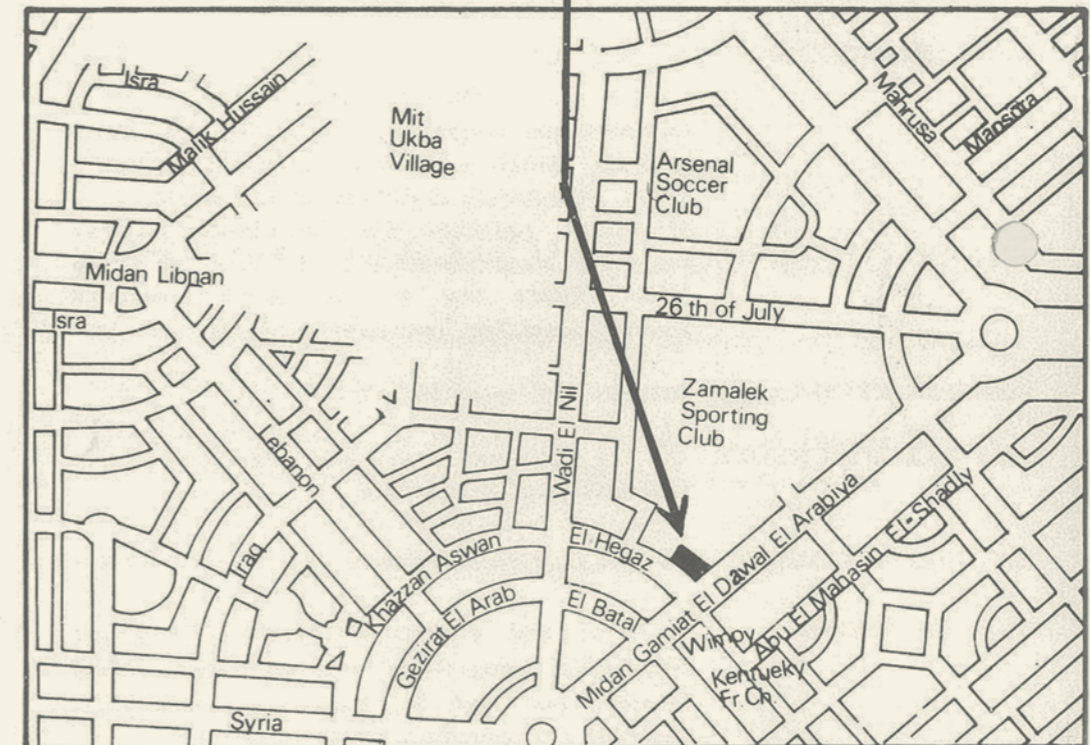 Isra
Malik Hussain
Mit
Ukba
Village
Mahrusa
Mansora
Arsenal
Soccer
Club
Midan Libnan
Isra
26 th of July
Zamalek
Sporting
Club
Wadi El Nil
Lebanon
Iraq
Khazzan Aswan
El-Hegaz
Gezirat El Arab
El Batal
Midan Gamiat El Dawal El Arabiya
Abu El Mahasin El-Shadly
Wimpy
Kentueky
Fr.Ch.
Syria